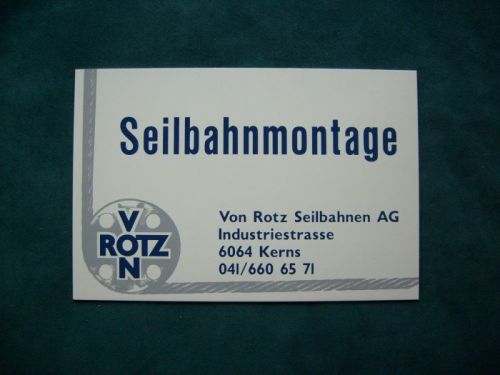 Seilbahnmontage
VON
ROTZ
Von Rotz Seilbahnen AG
Industriestrasse
6064 Kerns
041/660 65 71